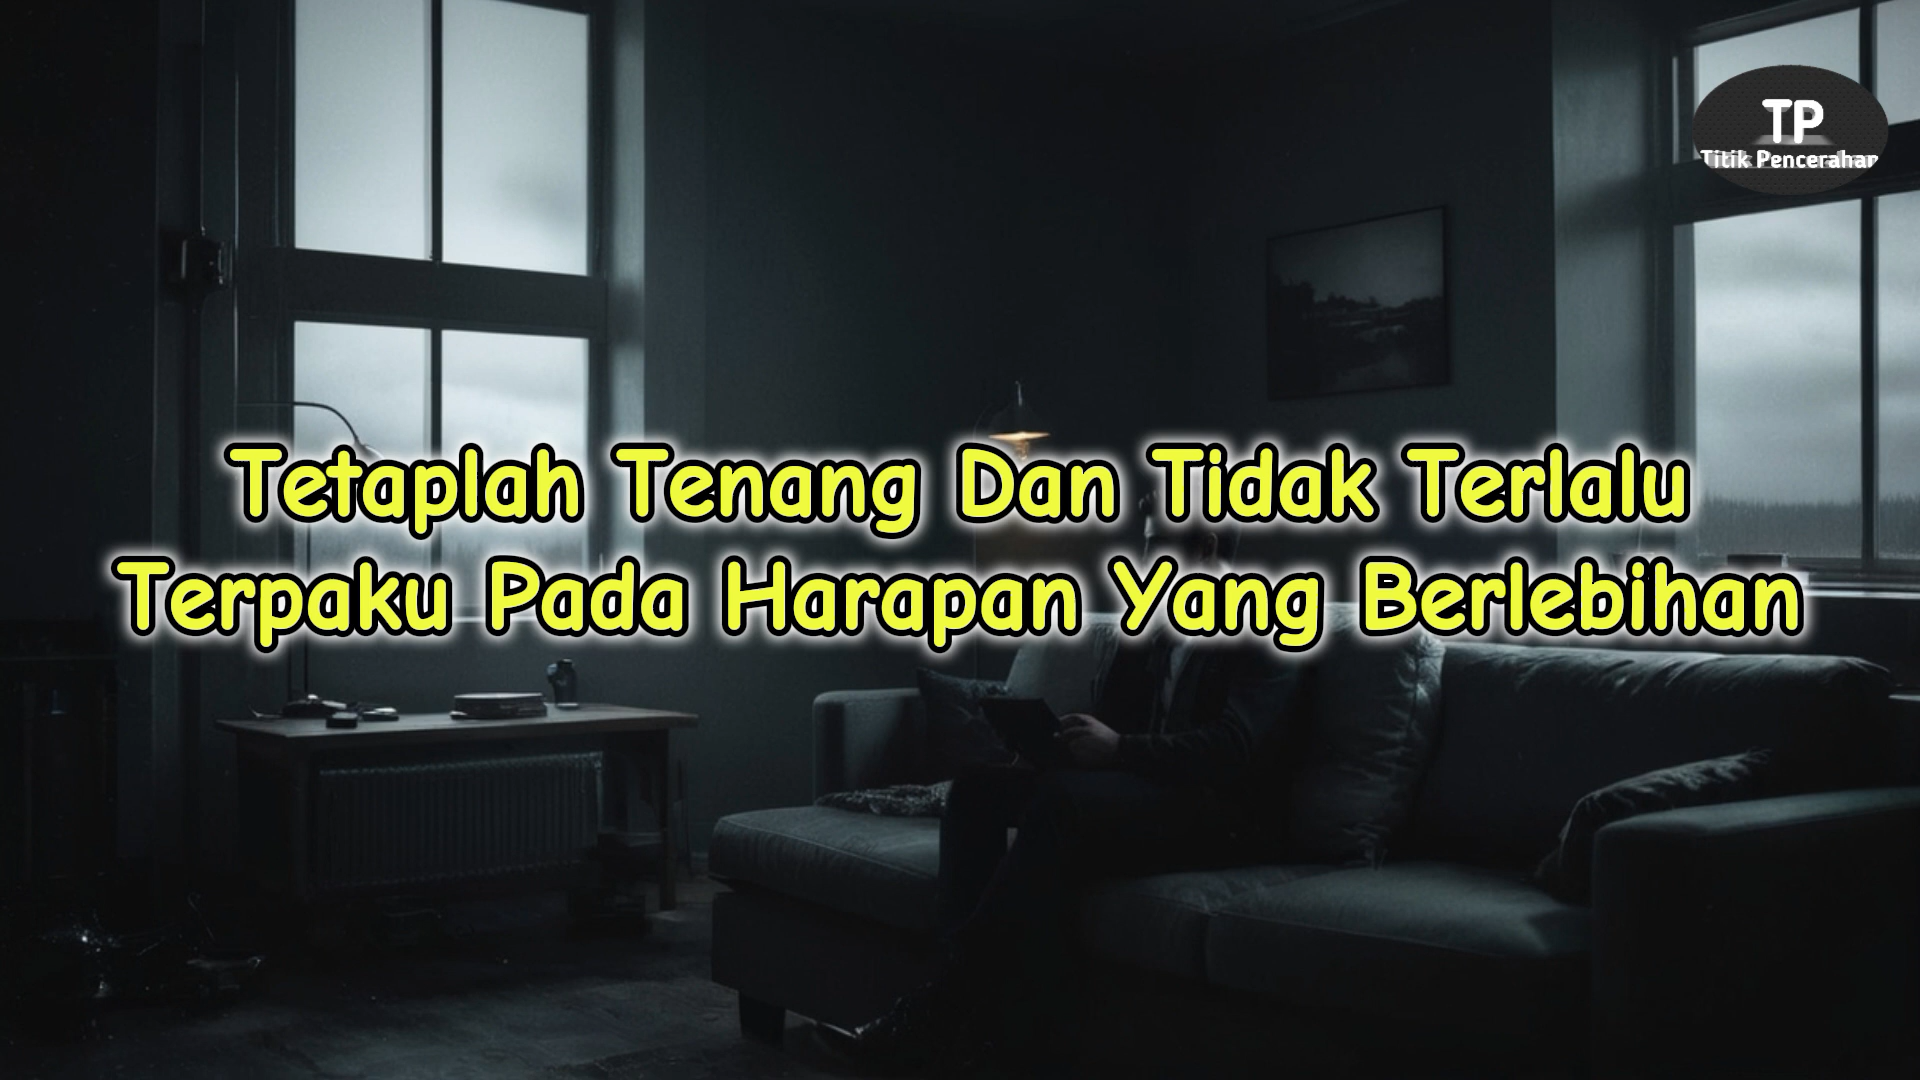 TP
Titik Pencerahan
Tetaplah Tenang Dan Tidak Terlalu
Terpaku Pada Harapan Yang Berlebihan